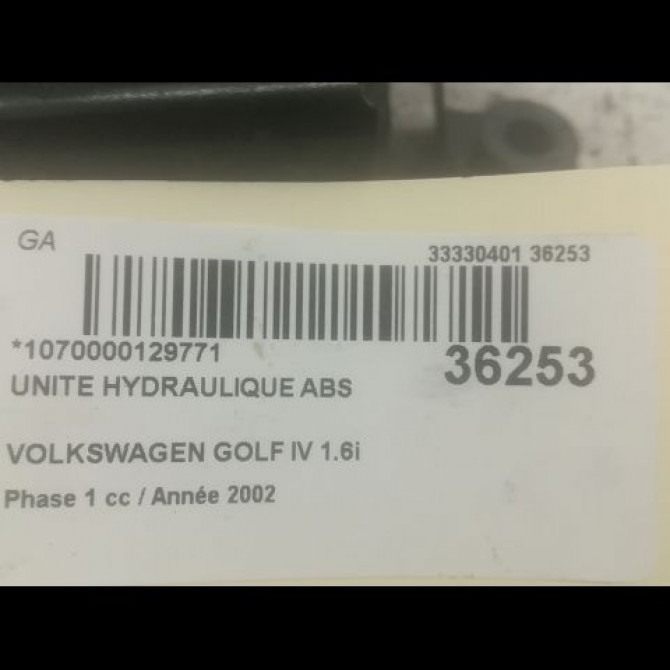 GA
33330401 36253
*1070000129771
36253
UNITE HYDRAULIQUE ABS
VOLKSWAGEN GOLF IV 1.6i
Phase 1 cc / Année 2002